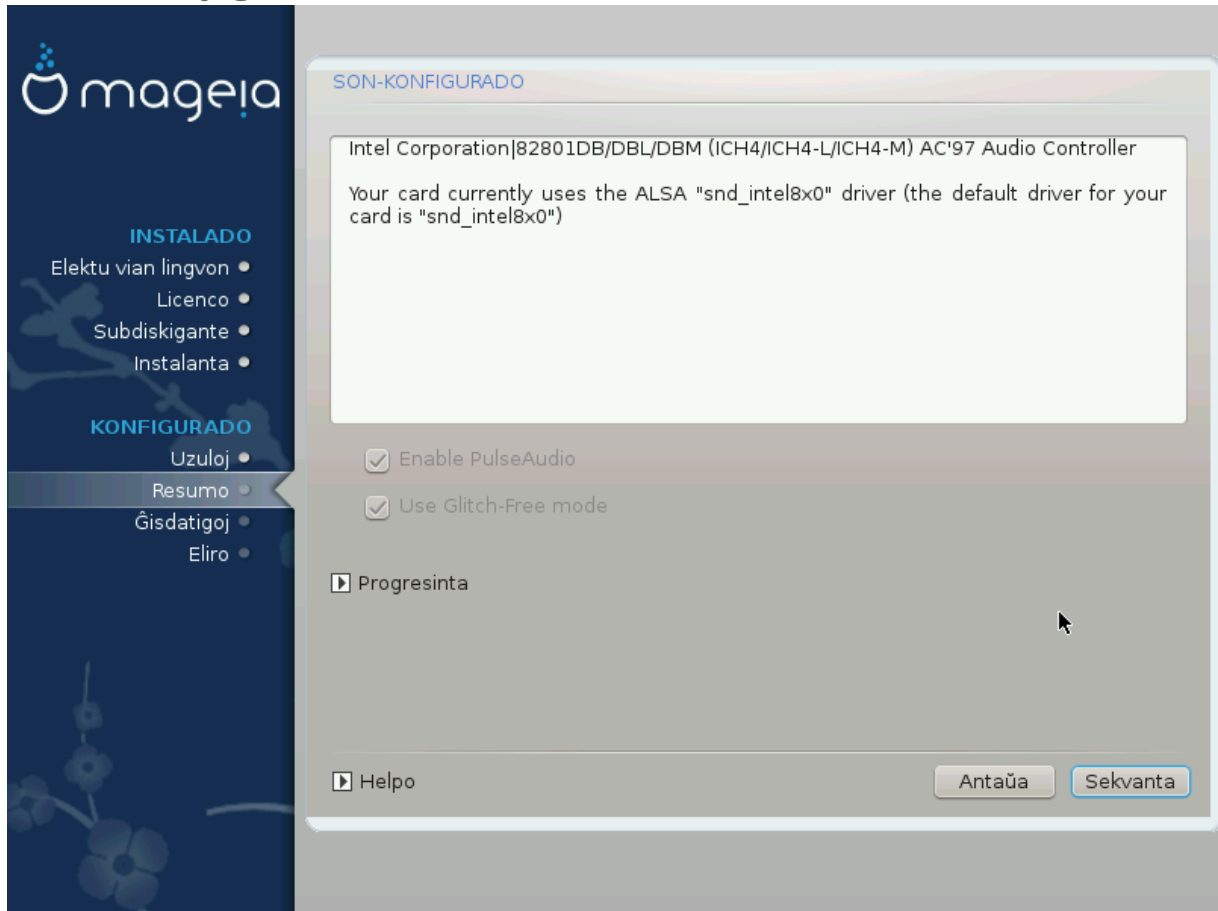 mageia
INSTALADO
Elektu vian lingvon
Licenco
Subdiskigante
Instalanta
KONFIGURADO
Uzuloj
Resumo
Ĝisdatigoj
Eliro
SON-KONFIGURADO
Intel Corporation|82801DB/DBL/DBM (ICH4/ICH4-L/ICH4-M) AC'97 Audio Controller
Your card currently uses the ALSA "snd_intel8x0" driver (the default driver for your
card is "snd_intel8x0")
Enable PulseAudio
Use Glitch-Free mode
Progresinta
Helpo
Antaŭa
Sekvanta